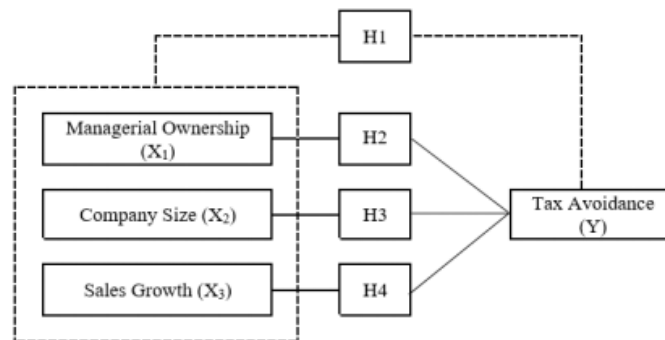 H1
Managerial Ownership
(X₁)
H2
Company Size (X₂)
H3
Tax Avoidance
(Y)
Sales Growth (X₃)
H4